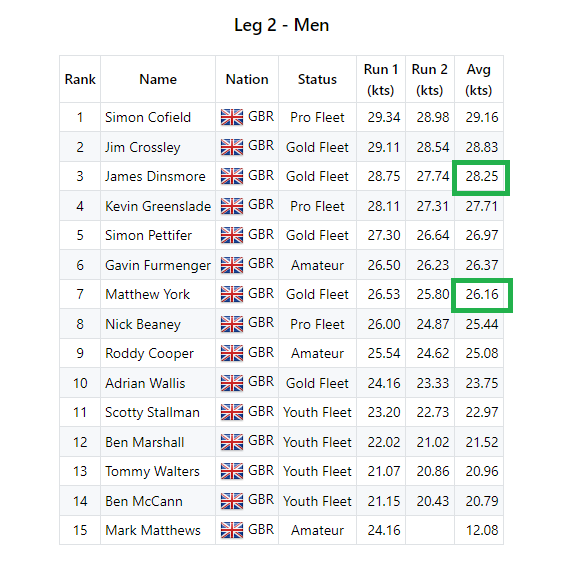 Leg 2 - Men
Rank Name Nation Status Run 1 (kts) Run 2 (kts) Avg (kts)
1 Simon Cofield GBR Pro Fleet 29.34 28.98 29.16
2 Jim Crossley GBR Gold Fleet 29.11 28.54 28.83
3 James Dinsmore GBR Gold Fleet 28.75 27.74 28.25
4 Kevin Greenslade GBR Pro Fleet 28.11 27.31 27.71
5 Simon Pettifer GBR Gold Fleet 27.30 26.64 26.97
6 Gavin Furmenger GBR Amateur 26.50 26.23 26.37
7 Matthew York GBR Gold Fleet 26.53 25.80 26.16
8 Nick Beaney GBR Pro Fleet 26.00 24.87 25.44
9 Roddy Cooper GBR Amateur 25.54 24.62 25.08
10 Adrian Wallis GBR Gold Fleet 24.16 23.33 23.75
11 Scotty Stallman GBR Youth Fleet 23.20 22.73 22.97
12 Ben Marshall GBR Youth Fleet 22.02 21.02 21.52
13 Tommy Walters GBR Youth Fleet 21.07 20.86 20.96
14 Ben McCann GBR Youth Fleet 21.15 20.43 20.79
15 Mark Matthews GBR Amateur 24.16 12.08